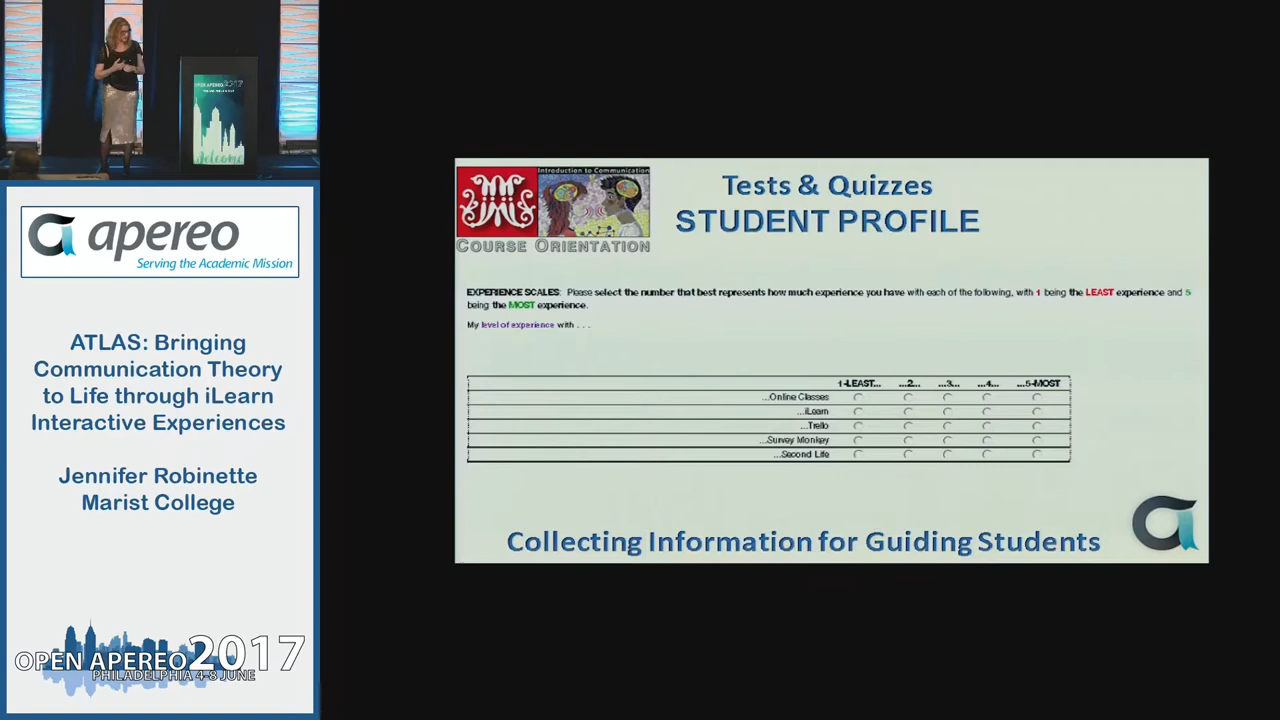 OPEN APEREO 2017
Welcome
apereo
Serving the Academic Mission
ATLAS: Bringing
Communication Theory
to Life through iLearn
Interactive Experiences
Jennifer Robinette
Marist College
OPEN APEREO 2017
PHILADELPHIA 4-8 JUNE
Introduction to Communication
COURSE ORIENTATION
Tests & Quizzes
STUDENT PROFILE
EXPERIENCE SCALES: Please select the number that best represents how much experience you have with each of the following, with 1 being the LEAST experience and 5
being the MOST experience.
My level of experience with . . .
1-LEAST... ...2... ...3... ...4... ...5-MOST
...Online Classes
...iLearn
...Trello
...Survey Monkey
...Second Life
Collecting Information for Guiding Students